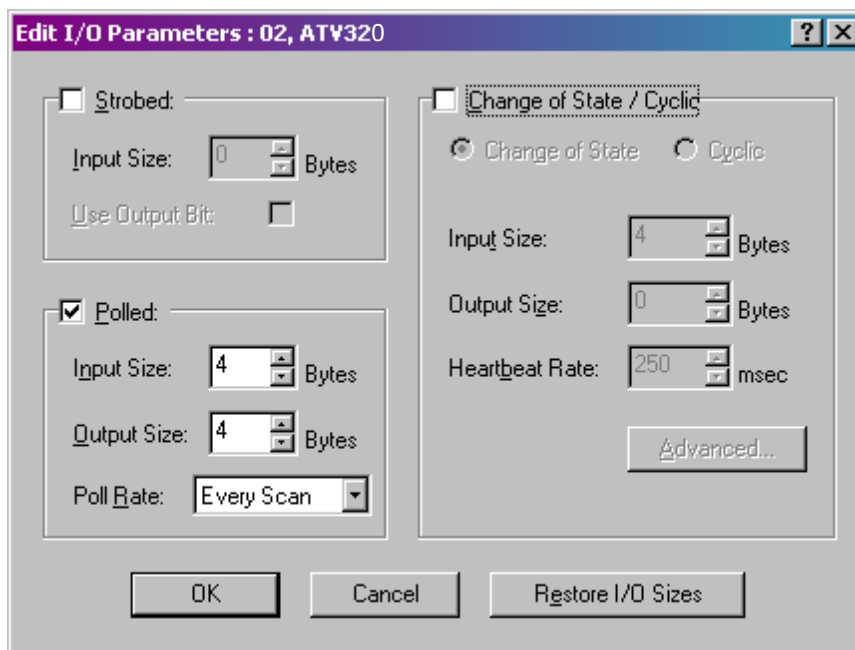 Edit I/O Parameters : 02, ATV320
Strobed:
Input Size: 0 Bytes
Use Output Bit:
Polled:
Input Size: 4 Bytes
Output Size: 4 Bytes
Poll Rate: Every Scan
Change of State / Cyclic
Change of State Cyclic
Input Size: 4 Bytes
Output Size: 0 Bytes
Heartbeat Rate: 250 msec
Advanced...
OK Cancel Restore I/O Sizes